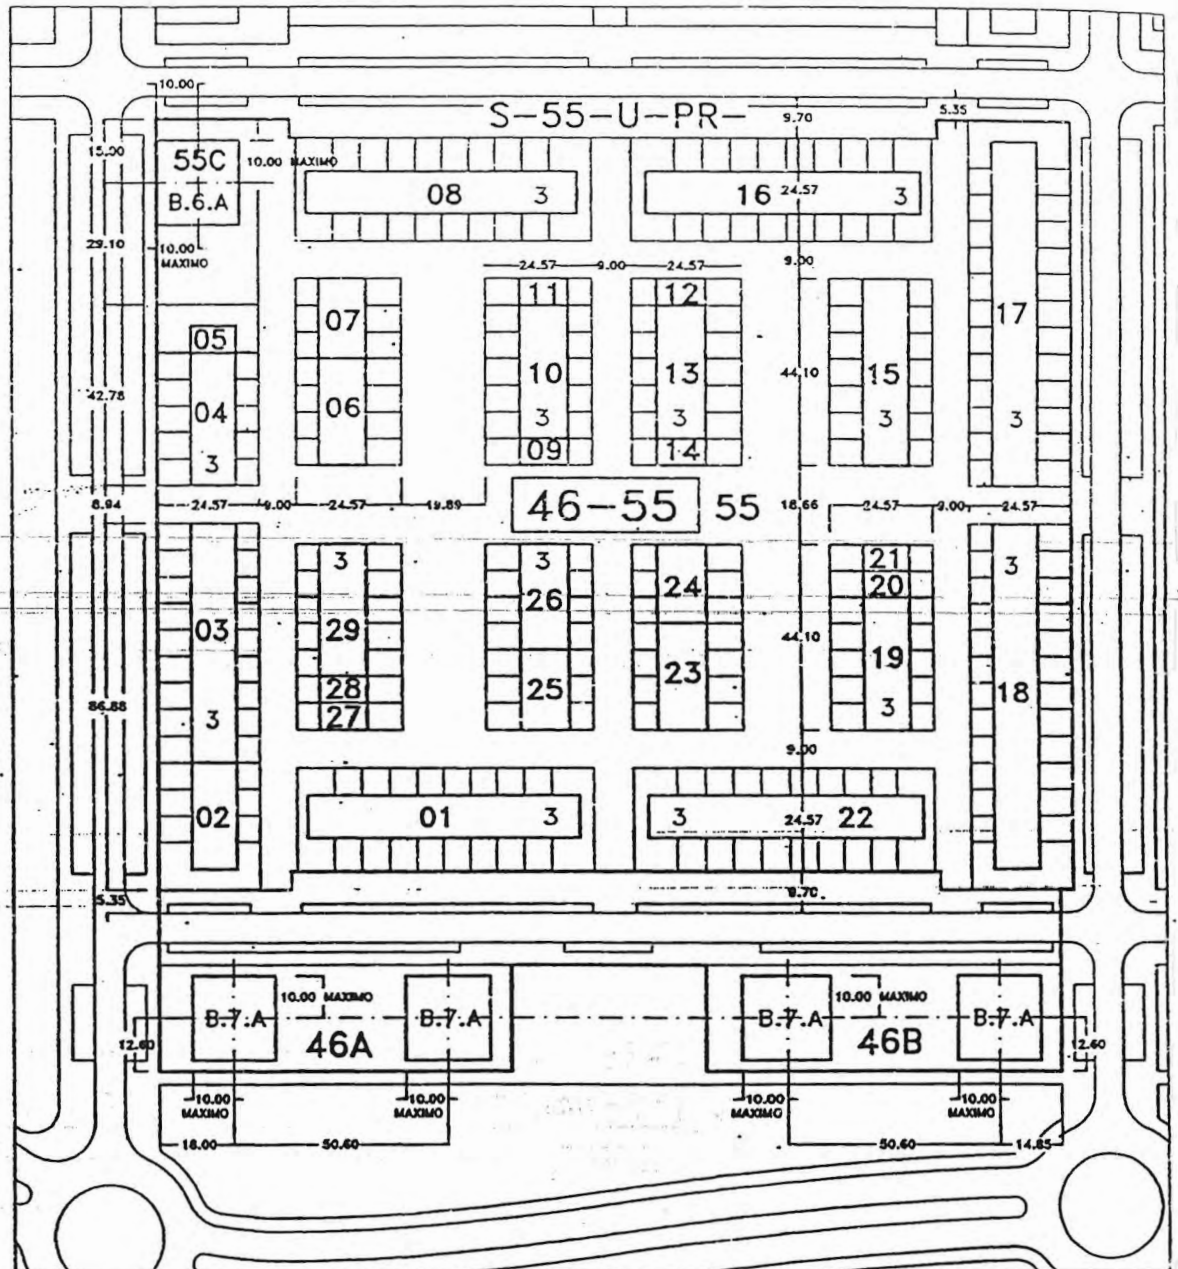 10.00
S-55-U-PR-
9.70
5.35
15.00
55C
10.00 MAXIMO
B.6.A
08 3
16 24.57 3
29.10
10.00
MAXIMO
24.57 9.00 24.57
9.00
11
12
07
17
05
10
13
44.10
15
42.78
04
06
3
3
3
3
3
09
14
8.94
24.57 9.00 24.57 19.89
46-55
55
18.66
24.57 9.00 24.57
3
3
21
3
26
24
20
03
29
44.10
19
28
25
23
18
86.88
3
27
3
9.00
02
01 3
3 24.57 22
5.35
9.70
B.7.A
10.00 MAXIMO
B.7.A
B.7.A
10.00 MAXIMO
B.7.A
12.60
46A
46B
12.60
10.00
MAXIMO
10.00
MAXIMO
10.00
MAXIMO
10.00
MAXIMO
18.00
50.60
50.60
14.85